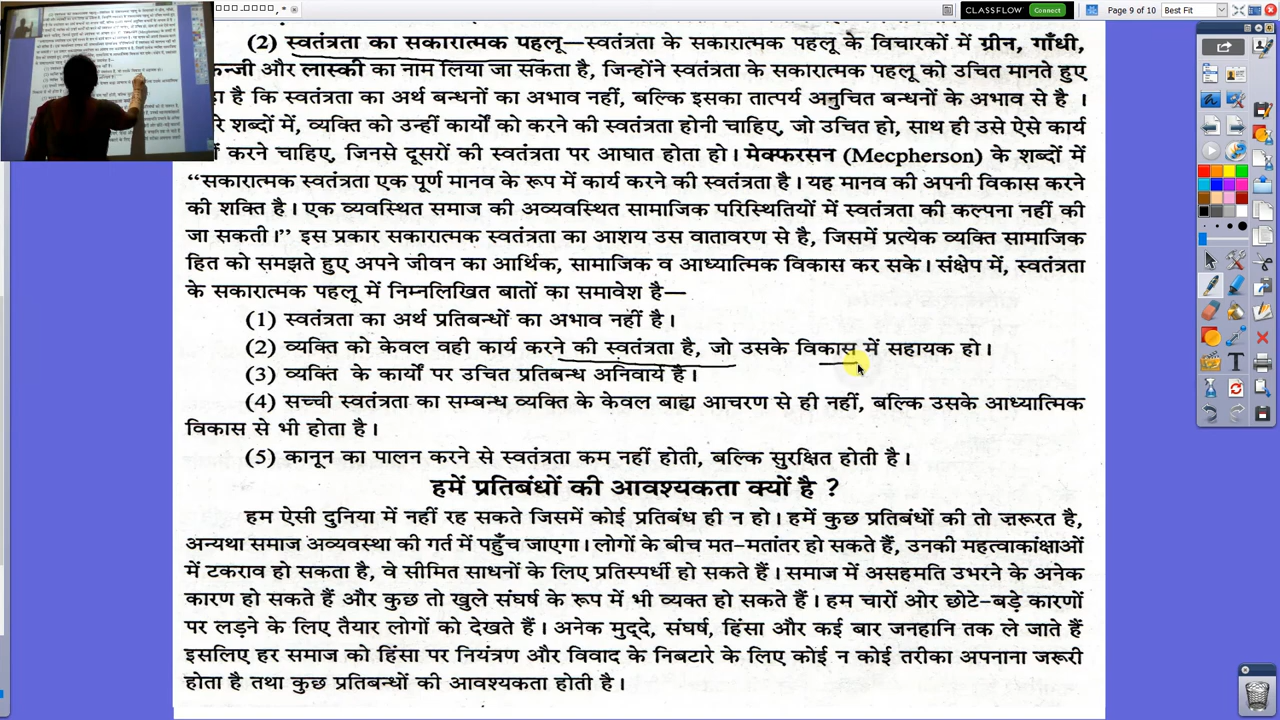 CLASSFLOW Connect Page 9 of 10 Best Fit
(2) स्वतंत्रता का सकारात्मक पहलू—स्वतंत्रता के सकारात्मक पहलू के विचारकों में ग्रीन, गाँधी,
और लास्की का नाम लिया जा सकता है, जिन्होंने स्वतंत्रता के सकारात्मक पहलू को उचित मानते हुए
है कि स्वतंत्रता का अर्थ बन्धनों का अभाव नहीं, बल्कि इसका तात्पर्य अनुचित बन्धनों के अभाव से है ।
शब्दों में, व्यक्ति को उन्हीं कार्यों को करने की स्वतंत्रता होनी चाहिए, जो उचित हो, साथ ही उसे ऐसे कार्य
करने चाहिए, जिनसे दूसरों की स्वतंत्रता पर आघात होता हो। मेक्फरसन (Mecpherson) के शब्दों में
“सकारात्मक स्वतंत्रता एक पूर्ण मानव के रूप में कार्य करने की स्वतंत्रता है। यह मानव की अपनी विकास करने
की शक्ति है। एक व्यवस्थित समाज की अव्यवस्थित सामाजिक परिस्थितियों में स्वतंत्रता की कल्पना नहीं की
जा सकती।” इस प्रकार सकारात्मक स्वतंत्रता का आशय उस वातावरण से है, जिसमें प्रत्येक व्यक्ति सामाजिक
हित को समझते हुए अपने जीवन का आर्थिक, सामाजिक व आध्यात्मिक विकास कर सके। संक्षेप में, स्वतंत्रता
के सकारात्मक पहलू में निम्नलिखित बातों का समावेश है—
(1) स्वतंत्रता का अर्थ प्रतिबन्धों का अभाव नहीं है।
(2) व्यक्ति को केवल वही कार्य करने की स्वतंत्रता है, जो उसके विकास में सहायक हो।
(3) व्यक्ति के कार्यों पर उचित प्रतिबन्ध अनिवार्य है।
(4) सच्ची स्वतंत्रता का सम्बन्ध व्यक्ति के केवल बाह्य आचरण से ही नहीं, बल्कि उसके आध्यात्मिक
विकास से भी होता है।
(5) कानून का पालन करने से स्वतंत्रता कम नहीं होती, बल्कि सुरक्षित होती है।
हमें प्रतिबंधों की आवश्यकता क्यों है ?
हम ऐसी दुनिया में नहीं रह सकते जिसमें कोई प्रतिबंध ही न हो। हमें कुछ प्रतिबंधों की तो जरूरत है,
अन्यथा समाज अव्यवस्था की गर्त में पहुँच जाएगा। लोगों के बीच मत-मतांतर हो सकते हैं, उनकी महत्वाकांक्षाओं
में टकराव हो सकता है, वे सीमित साधनों के लिए प्रतिस्पर्धी हो सकते हैं। समाज में असहमति उभरने के अनेक
कारण हो सकते हैं और कुछ तो खुले संघर्ष के रूप में भी व्यक्त हो सकते हैं। हम चारों ओर छोटे-बड़े कारणों
पर लड़ने के लिए तैयार लोगों को देखते हैं। अनेक मुद्दे, संघर्ष, हिंसा और कई बार जनहानि तक ले जाते हैं
इसलिए हर समाज को हिंसा पर नियंत्रण और विवाद के निबटारे के लिए कोई न कोई तरीका अपनाना जरूरी
होता है तथा कुछ प्रतिबन्धों की आवश्यकता होती है।